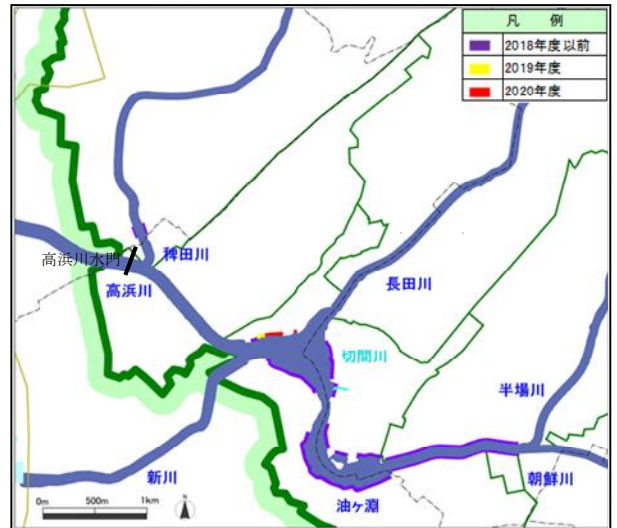 凡 例
2018年度以前
2019年度
2020年度
稗田川
高浜川水門
高浜川
長田川
切間川
半場川
新川
朝鮮川
油ヶ淵
0m 500m 1km
N